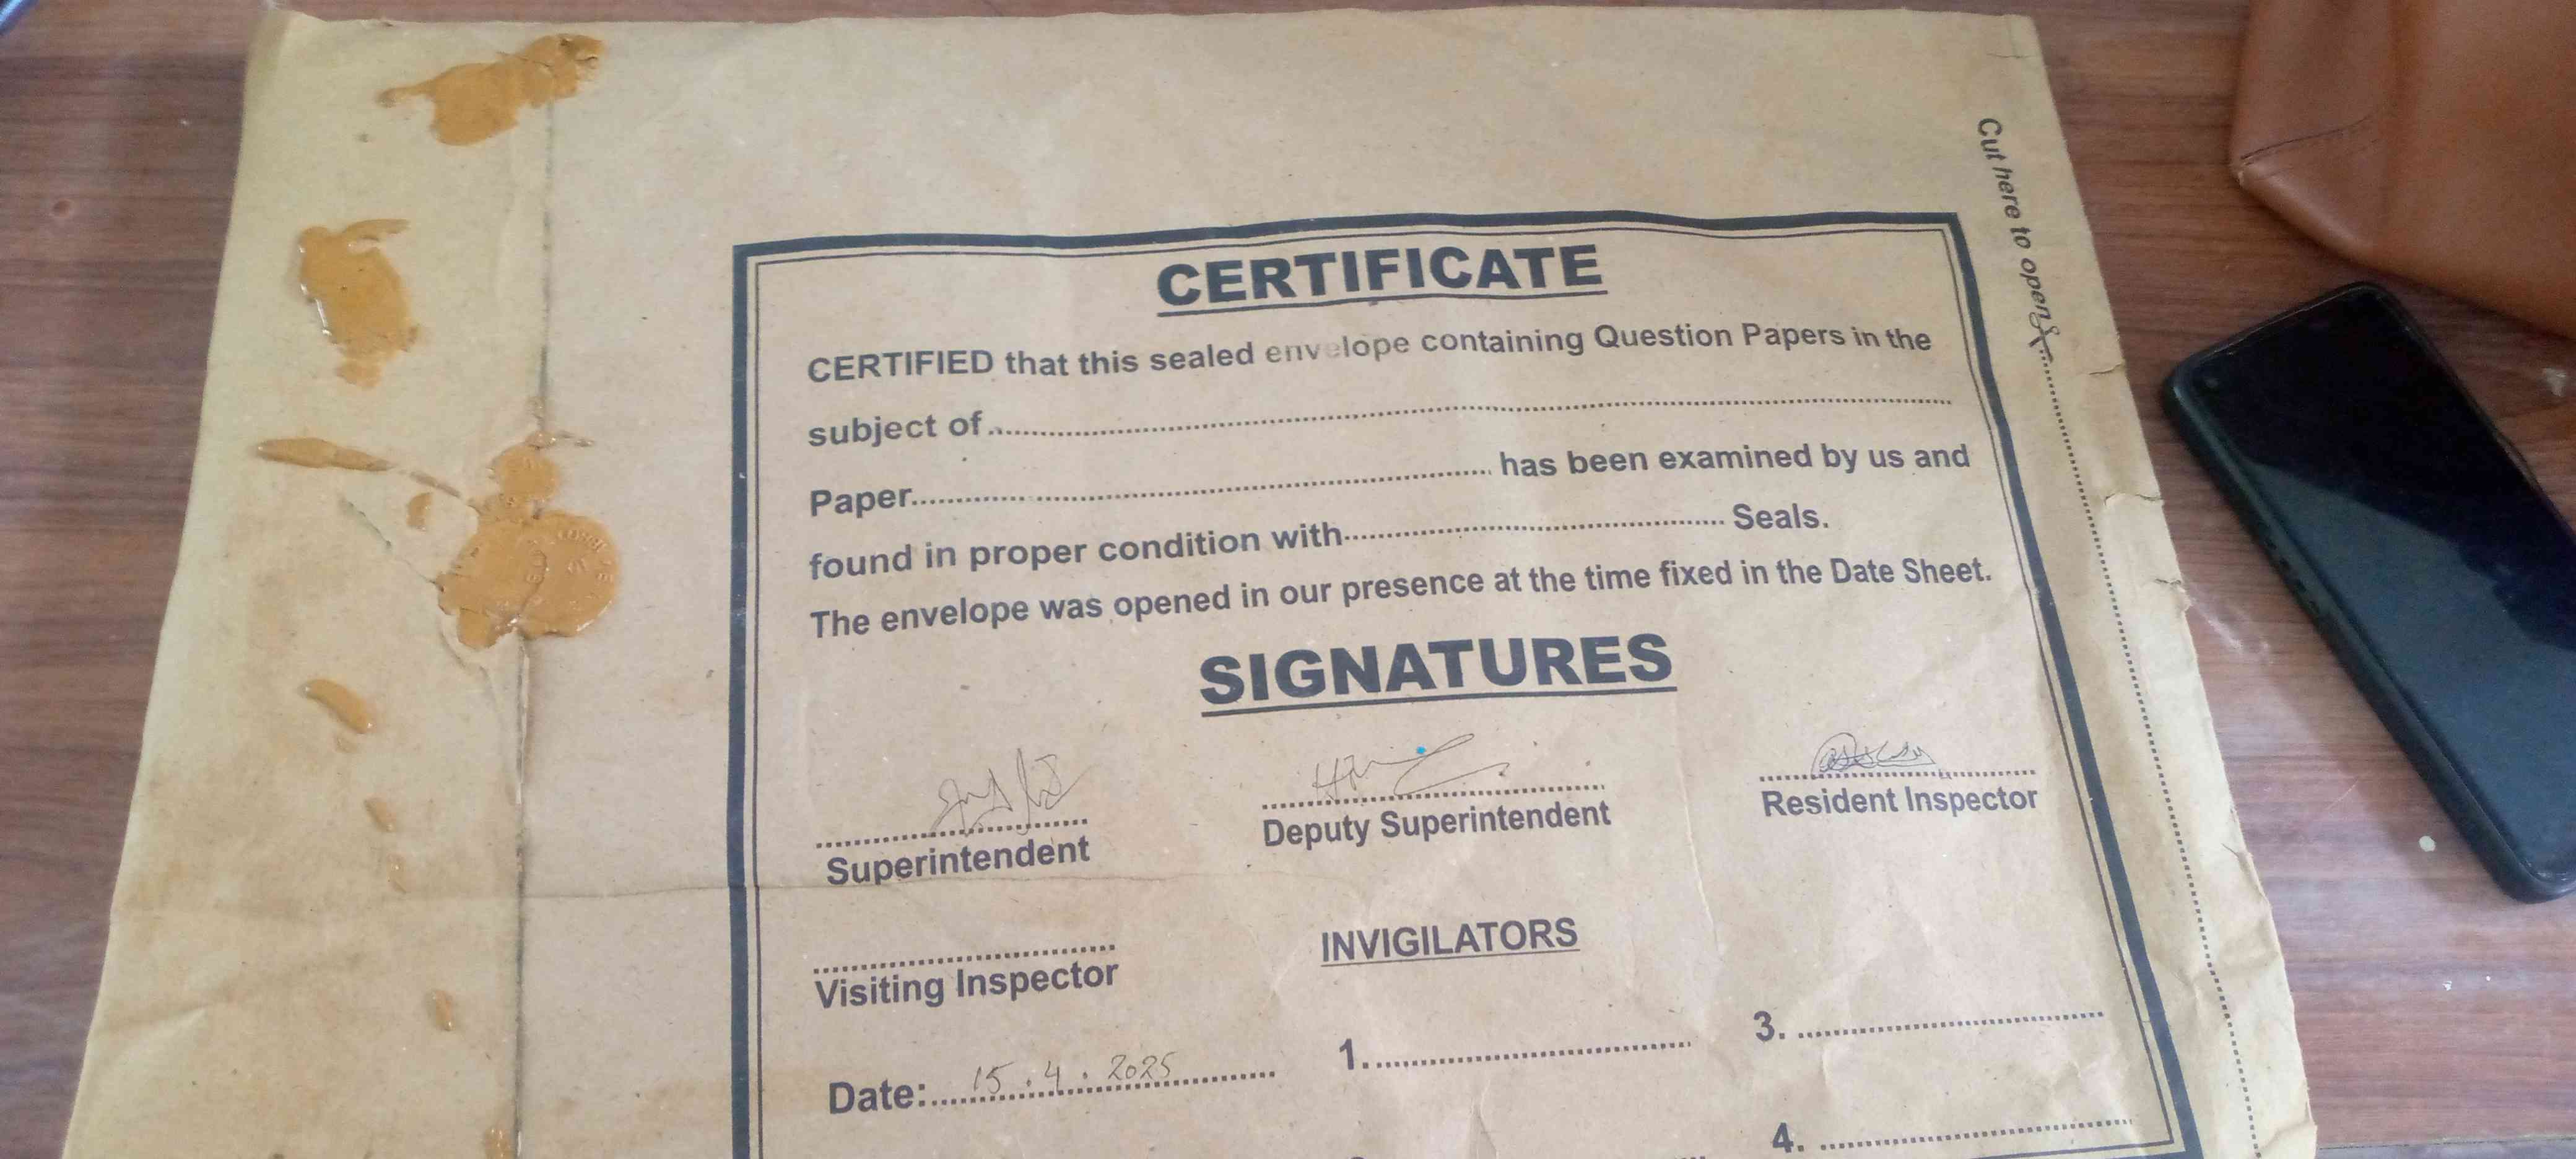 CERTIFICATE
CERTIFIED that this sealed envelope containing Question Papers in the
subject of
Paper has been examined by us and
found in proper condition with Seals.
The envelope was opened in our presence at the time fixed in the Date Sheet.
SIGNATURES
Superintendent
Deputy Superintendent
Resident Inspector
Visiting Inspector
INVIGILATORS
Date: 15.4.2025
1.
3.
4.
Cut here to open